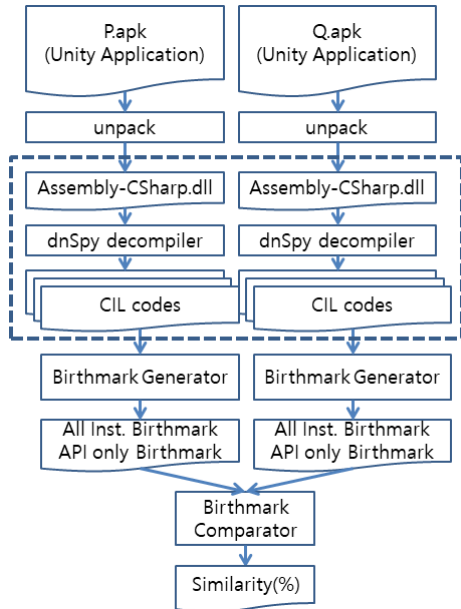 P.apk
(Unity Application)
Q.apk
(Unity Application)
unpack
unpack
Assembly-CSharp.dll
Assembly-CSharp.dll
dnSpy decompiler
dnSpy decompiler
CIL codes
CIL codes
Birthmark Generator
Birthmark Generator
All Inst. Birthmark
API only Birthmark
All Inst. Birthmark
API only Birthmark
Birthmark
Comparator
Similarity(%)